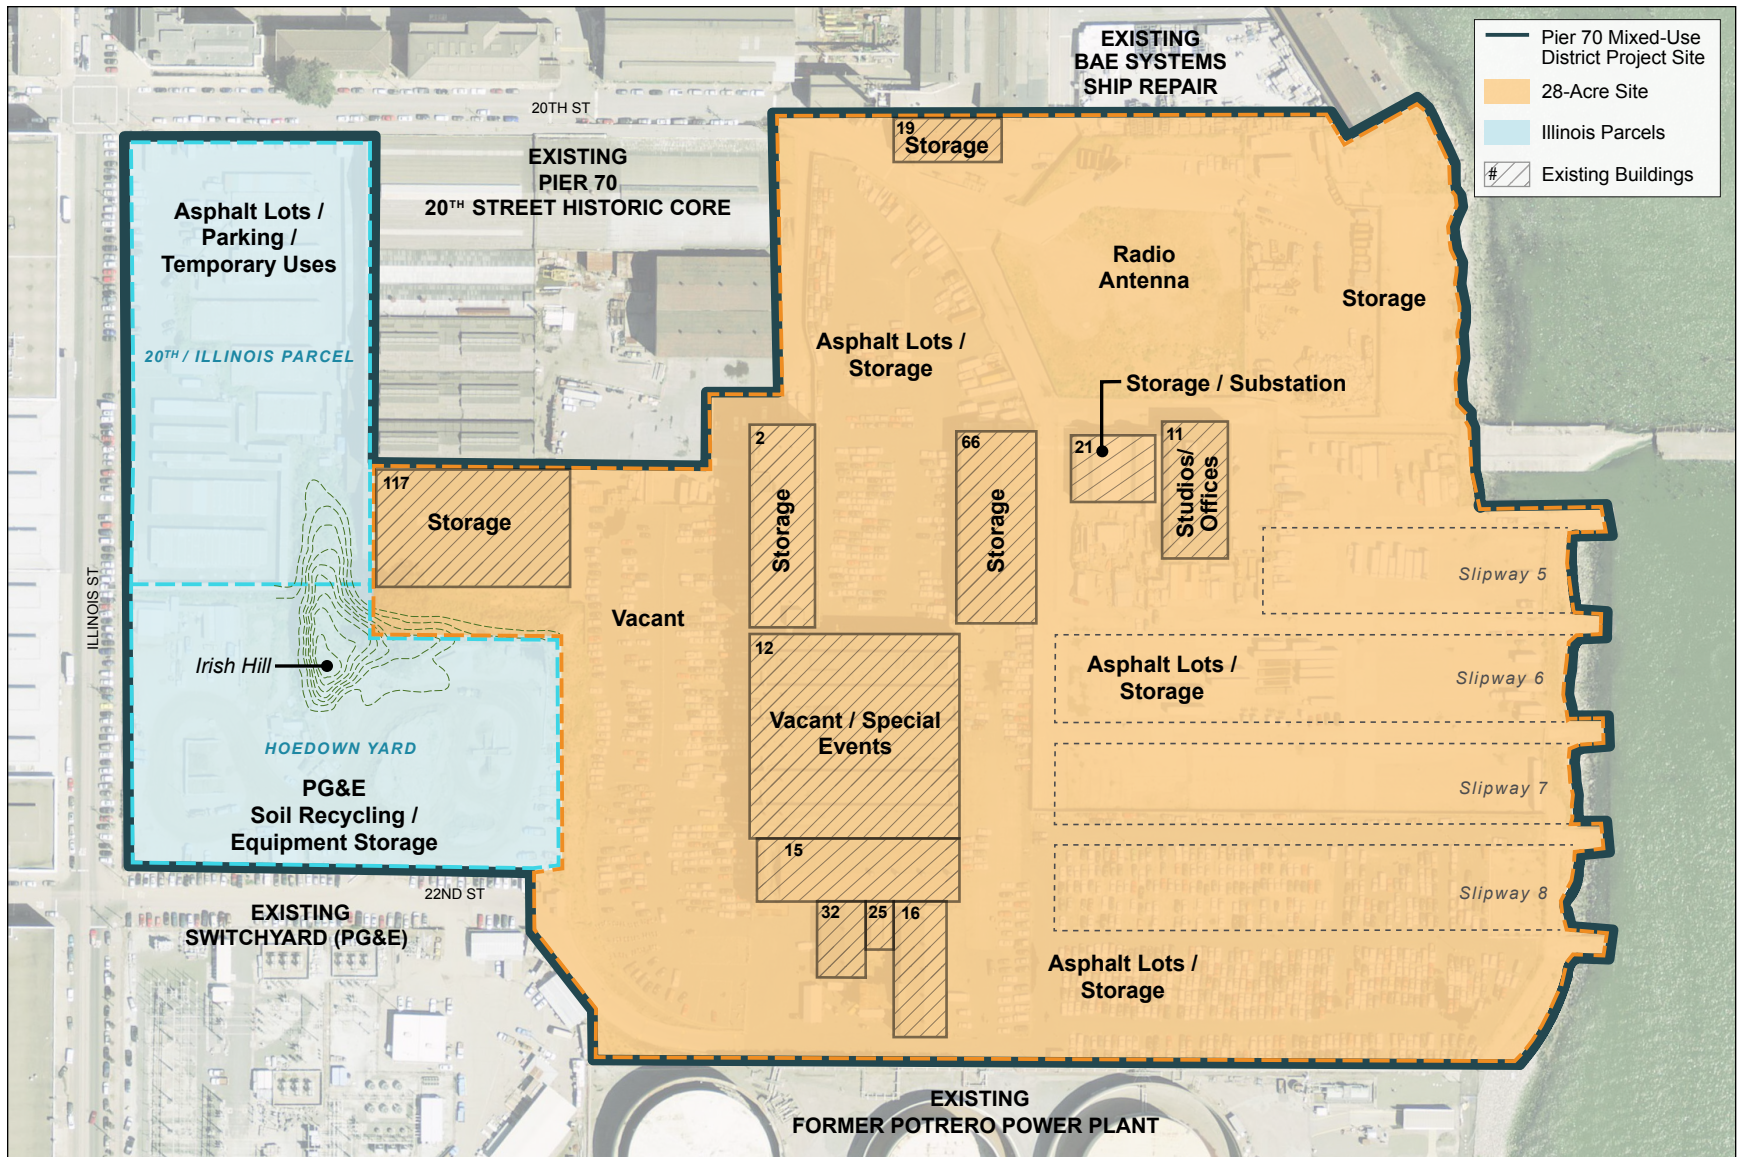 EXISTING
BAE SYSTEMS
SHIP REPAIR
Pier 70 Mixed-Use
District Project Site
28-Acre Site
Illinois Parcels
#
Existing Buildings
20TH ST
EXISTING
PIER 70
20TH STREET HISTORIC CORE
19
Storage
Asphalt Lots /
Parking /
Temporary Uses
Radio
Antenna
Storage
20TH / ILLINOIS PARCEL
Asphalt Lots /
Storage
Storage / Substation
2
Storage
66
Storage
21
11
Studios/
Offices
117
Storage
Slipway 5
ILLINOIS ST
Vacant
Irish Hill
12
Vacant / Special
Events
Asphalt Lots /
Storage
Slipway 6
HOEDOWN YARD
PG&E
Soil Recycling /
Equipment Storage
Slipway 7
15
22ND ST
Slipway 8
32
25
16
EXISTING
SWITCHYARD (PG&E)
Asphalt Lots /
Storage
EXISTING
FORMER POTRERO POWER PLANT